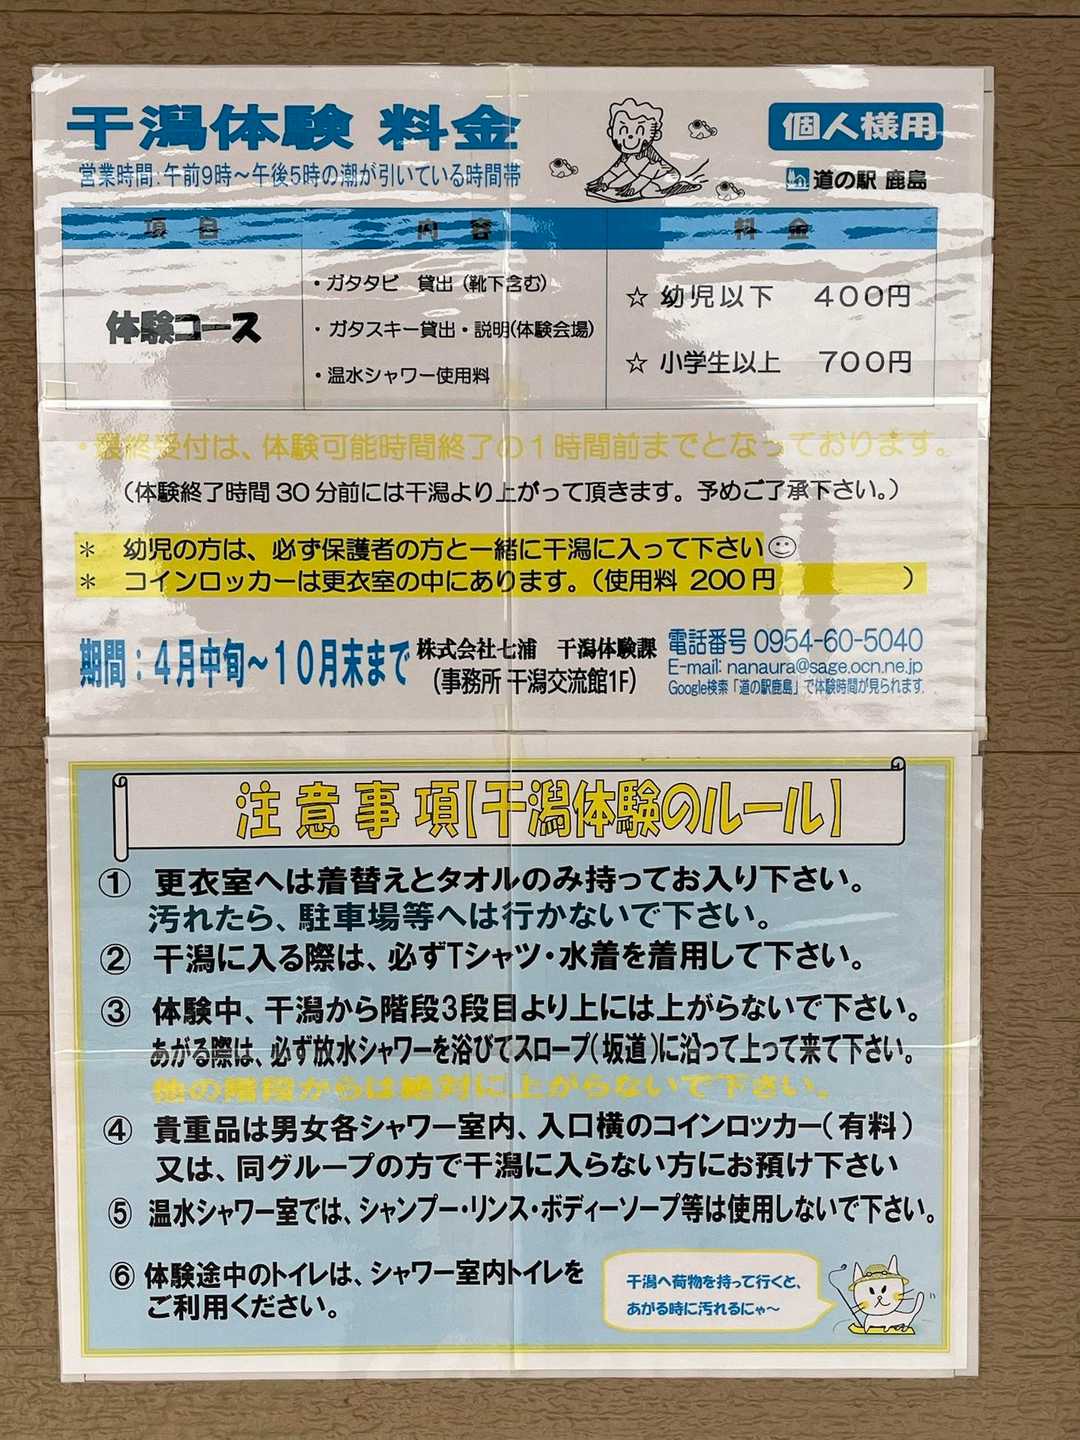 干潟体験 料金
個人様用
営業時間:午前9時～午後5時の潮が引いている時間帯
道の駅 鹿島
項目 内容 料金
体験コース
・ガタタビ 貸出（靴下含む）
・ガタスキー貸出・説明(体験会場)
・温水シャワー使用料
☆ 幼児以下 400円
☆ 小学生以上 700円
・最終受付は、体験可能時間終了の1時間前までとなっております。
（体験終了時間30分前には干潟より上がって頂きます。予めご了承下さい。）
＊ 幼児の方は、必ず保護者の方と一緒に干潟に入って下さい
＊ コインロッカーは更衣室の中にあります。（使用料 200円 ）
期間：4月中旬～10月末まで
株式会社七浦 干潟体験課
(事務所 干潟交流館1F)
電話番号 0954-60-5040
E-mail: nanaura@sage.ocn.ne.jp
Google検索「道の駅鹿島」で体験時間が見られます.
注意事項【干潟体験のルール】
① 更衣室へは着替えとタオルのみ持ってお入り下さい。
汚れたら、駐車場等へは行かないで下さい。
② 干潟に入る際は、必ずTシャツ・水着を着用して下さい。
③ 体験中、干潟から階段3段目より上には上がらないで下さい。
あがる際は、必ず放水シャワーを浴びてスロープ(坂道)に沿って上って来て下さい。
他の階段からは絶対に上がらないで下さい。
④ 貴重品は男女各シャワー室内、入口横のコインロッカー(有料)
又は、同グループの方で干潟に入らない方にお預け下さい
⑤ 温水シャワー室では、シャンプー・リンス・ボディーソープ等は使用しないで下さい。
⑥ 体験途中のトイレは、シャワー室内トイレを
ご利用ください。
干潟へ荷物を持って行くと、
あがる時に汚れるにゃ～